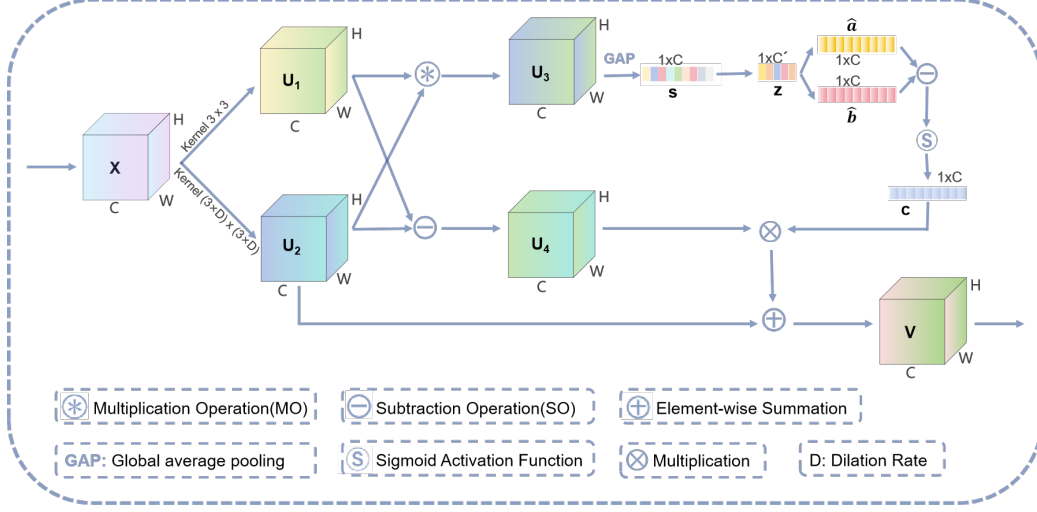 H
U₁
C
W
Kernel 3 x 3
H
X
C
W
Kernel (3×D) x (3×D)
H
U₂
C
W
⊛
⊖
H
U₃
C
W
GAP
1xC
s
1xC´
z
â
1xC
1xC
b̂
⊖
Ⓢ
1xC
c
H
U₄
C
W
⊗
⊕
H
V
C
W
⊛ Multiplication Operation(MO)
⊖ Subtraction Operation(SO)
⊕ Element-wise Summation
GAP: Global average pooling
Ⓢ Sigmoid Activation Function
⊗ Multiplication
D: Dilation Rate